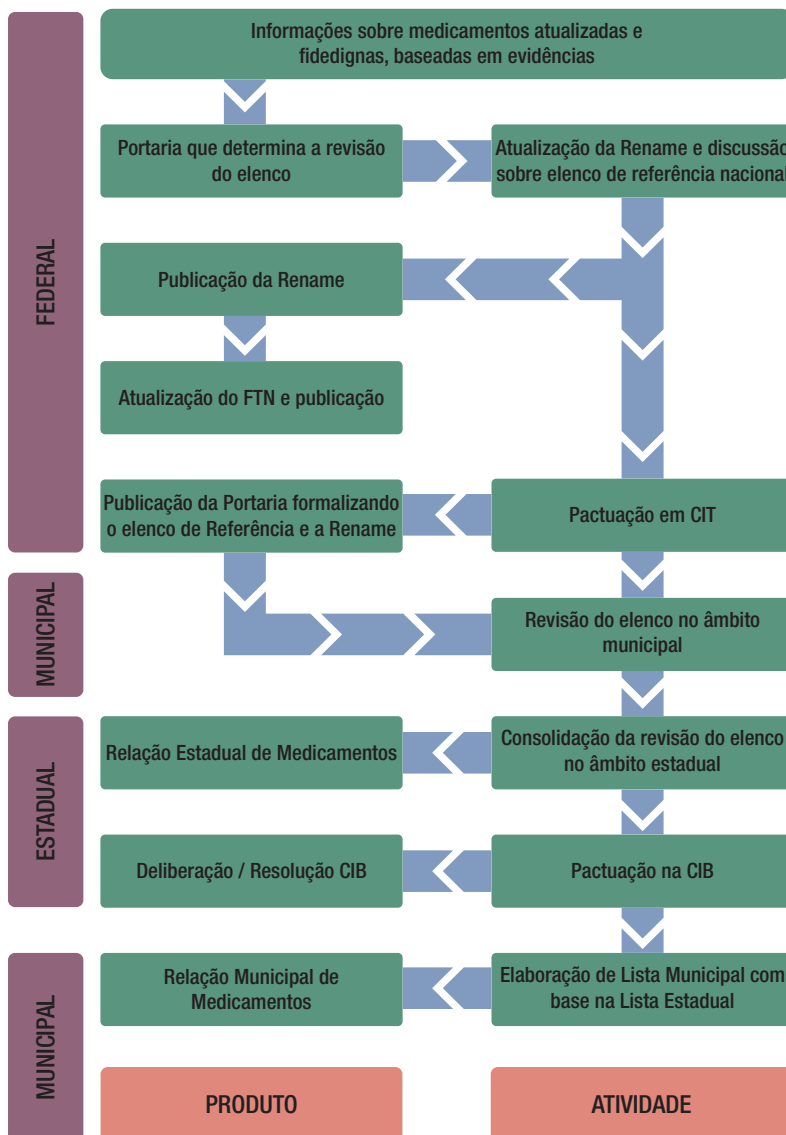 FEDERAL
Informações sobre medicamentos atualizadas e
fidedignas, baseadas em evidências
Portaria que determina a revisão
do elenco
Atualização da Rename e discussão
sobre elenco de referência nacional
Publicação da Rename
Atualização do FTN e publicação
Publicação da Portaria formalizando
o elenco de Referência e a Rename
Pactuação em CIT
MUNICIPAL
Revisão do elenco no âmbito
municipal
ESTADUAL
Relação Estadual de Medicamentos
Consolidação da revisão do elenco
no âmbito estadual
Deliberação / Resolução CIB
Pactuação na CIB
MUNICIPAL
Relação Municipal de
Medicamentos
Elaboração de Lista Municipal com
base na Lista Estadual
PRODUTO
ATIVIDADE